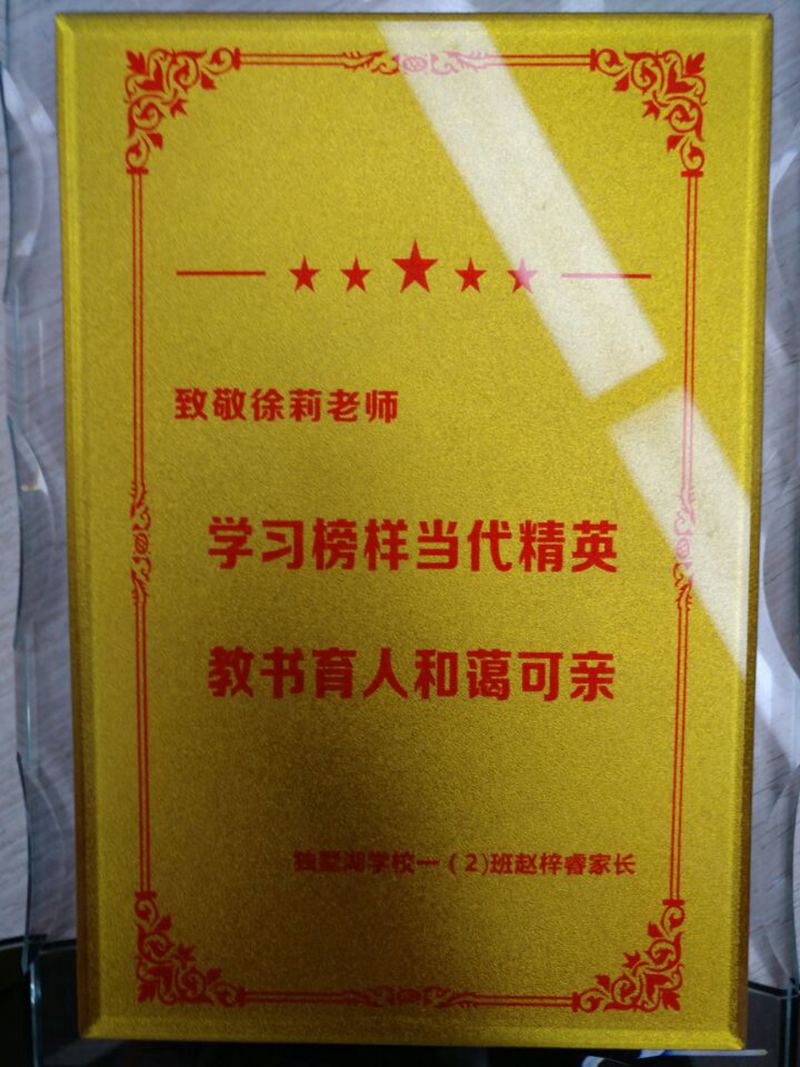 致敬徐莉老师
学习榜样当代精英
教书育人和蔼可亲
独墅湖学校一（2)班赵梓睿家长